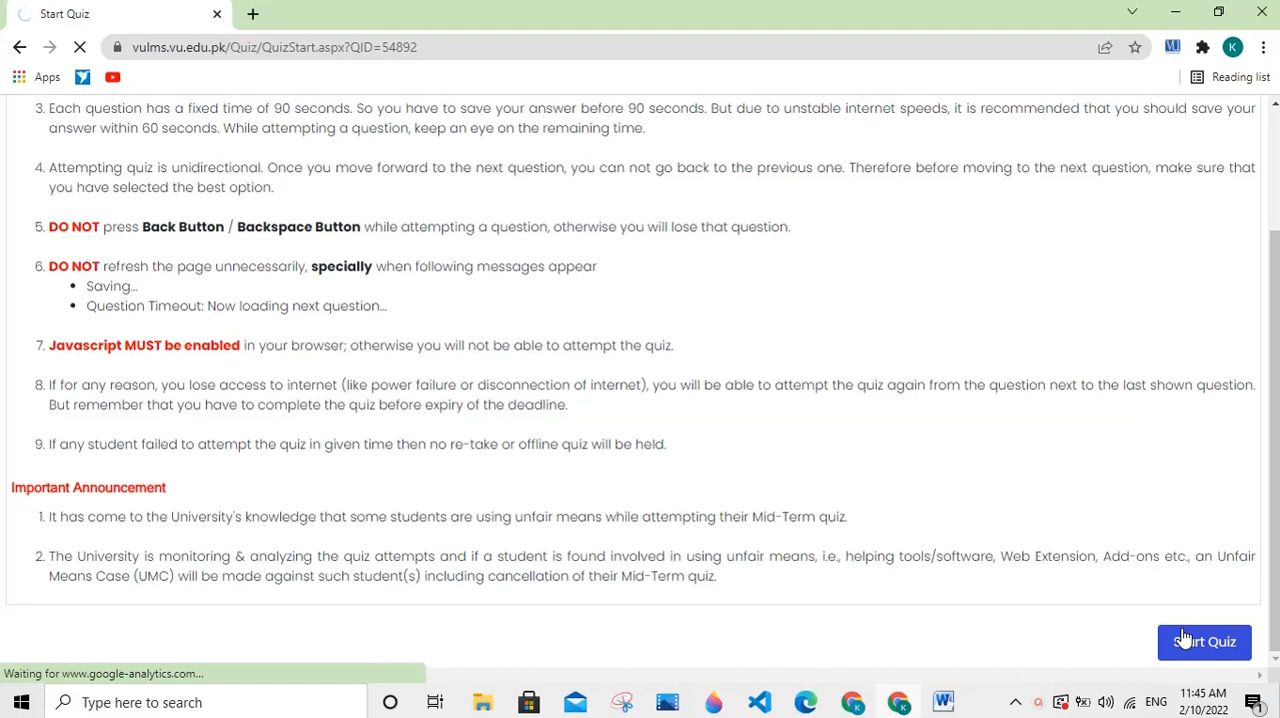 Start Quiz
vulms.vu.edu.pk/Quiz/QuizStart.aspx?QID=54892
VU
K
Apps
Reading list
3. Each question has a fixed time of 90 seconds. So you have to save your answer before 90 seconds. But due to unstable internet speeds, it is recommended that you should save your
answer within 60 seconds. While attempting a question, keep an eye on the remaining time.
4. Attempting quiz is unidirectional. Once you move forward to the next question, you can not go back to the previous one. Therefore before moving to the next question, make sure that
you have selected the best option.
5. DO NOT press Back Button / Backspace Button while attempting a question, otherwise you will lose that question.
6. DO NOT refresh the page unnecessarily, specially when following messages appear
• Saving...
• Question Timeout: Now loading next question...
7. Javascript MUST be enabled in your browser; otherwise you will not be able to attempt the quiz.
8. If for any reason, you lose access to internet (like power failure or disconnection of internet), you will be able to attempt the quiz again from the question next to the last shown question.
But remember that you have to complete the quiz before expiry of the deadline.
9. If any student failed to attempt the quiz in given time then no re-take or offline quiz will be held.
Important Announcement
1. It has come to the University's knowledge that some students are using unfair means while attempting their Mid-Term quiz.
2. The University is monitoring & analyzing the quiz attempts and if a student is found involved in using unfair means, i.e., helping tools/software, Web Extension, Add-ons etc., an Unfair
Means Case (UMC) will be made against such student(s) including cancellation of their Mid-Term quiz.
Start Quiz
Waiting for www.google-analytics.com...
Type here to search
ENG
11:45 AM
2/10/2022